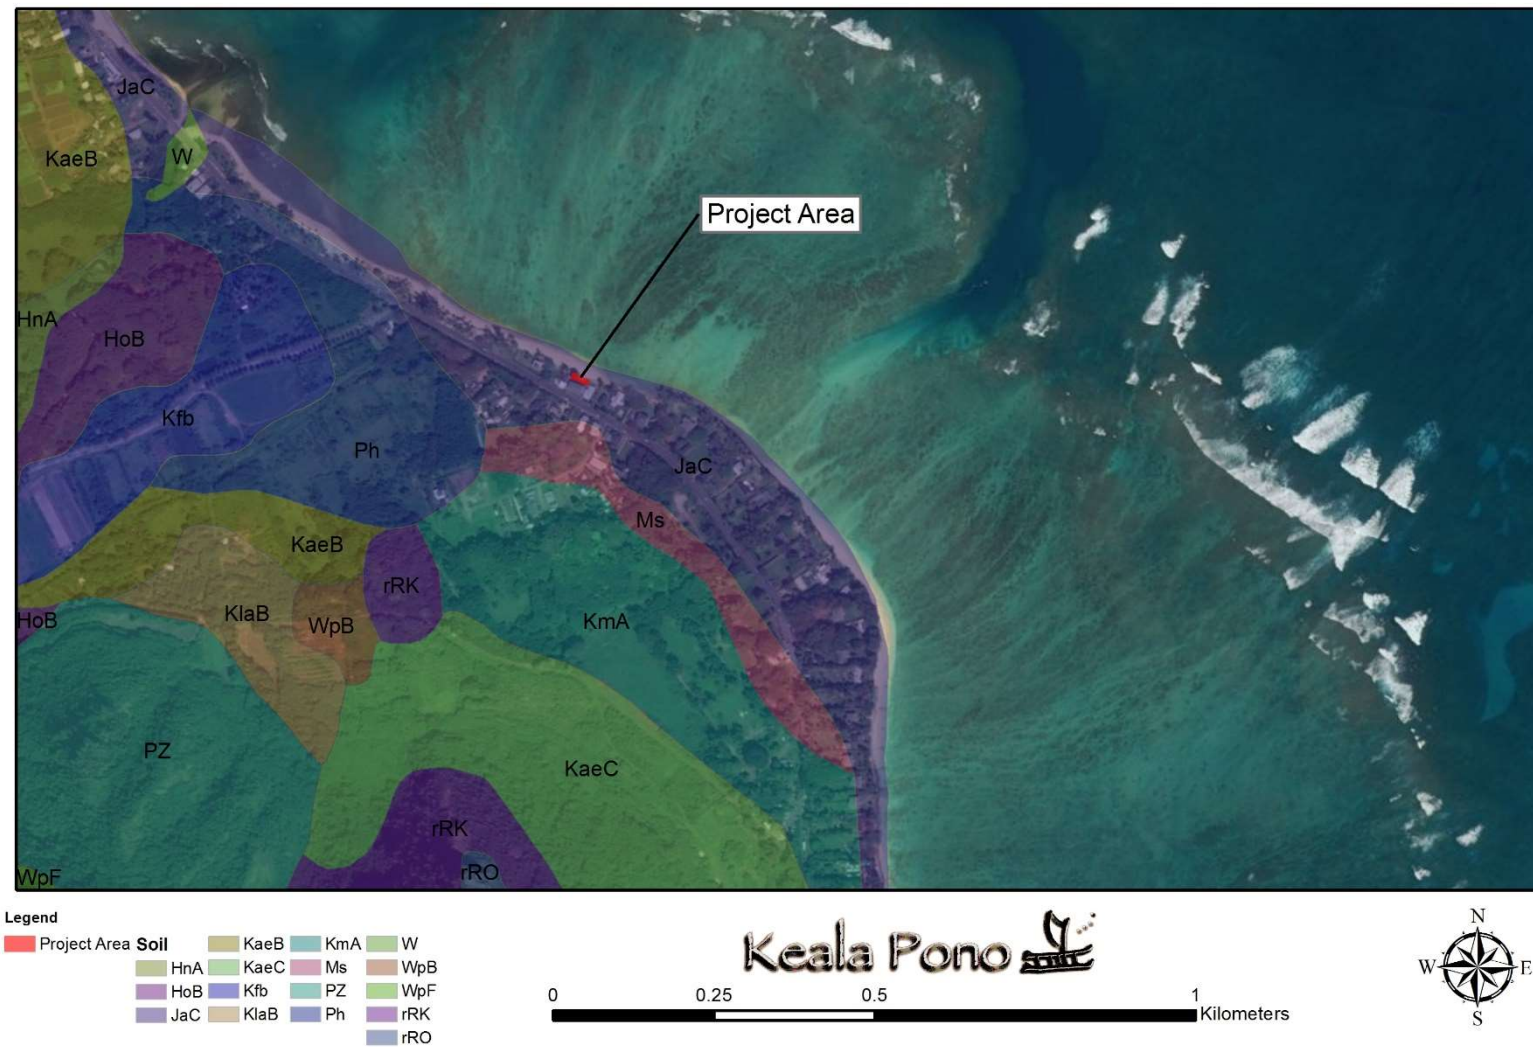 JaC
W
KaeB
Project Area
HnA
HoB
Kfb
Ph
JaC
Ms
KaeB
rRK
KlaB
WpB
HoB
KmA
PZ
KaeC
rRK
rRO
WpF
Legend
Project Area
Soil
HnA
HoB
JaC
KaeB
KaeC
Kfb
KlaB
KmA
Ms
PZ
Ph
W
WpB
WpF
rRK
rRO
Keala Pono
0 0.25 0.5 1
Kilometers
N
W E
S